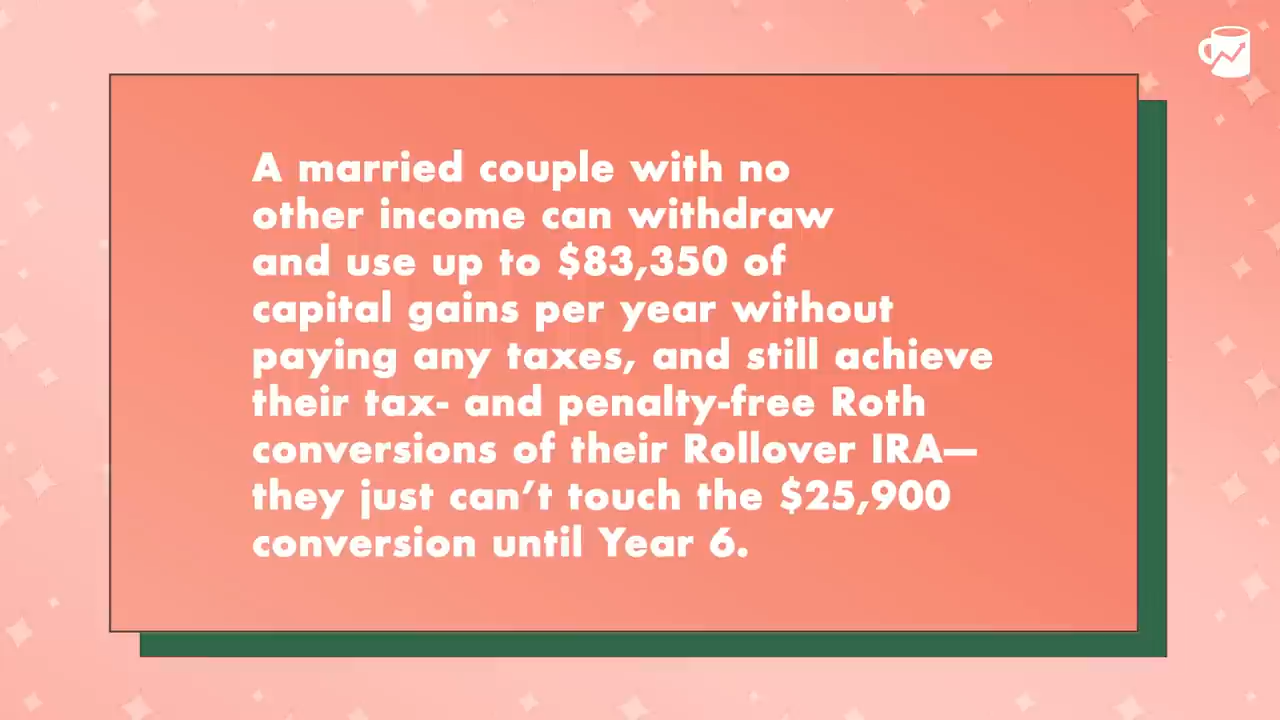 A married couple with no
other income can withdraw
and use up to $83,350 of
capital gains per year without
paying any taxes, and still achieve
their tax- and penalty-free Roth
conversions of their Rollover IRA—
they just can’t touch the $25,900
conversion until Year 6.